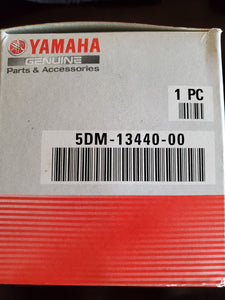 YAMAHA
GENUINE
Parts & Accessories
1 PC
5DM-13440-00